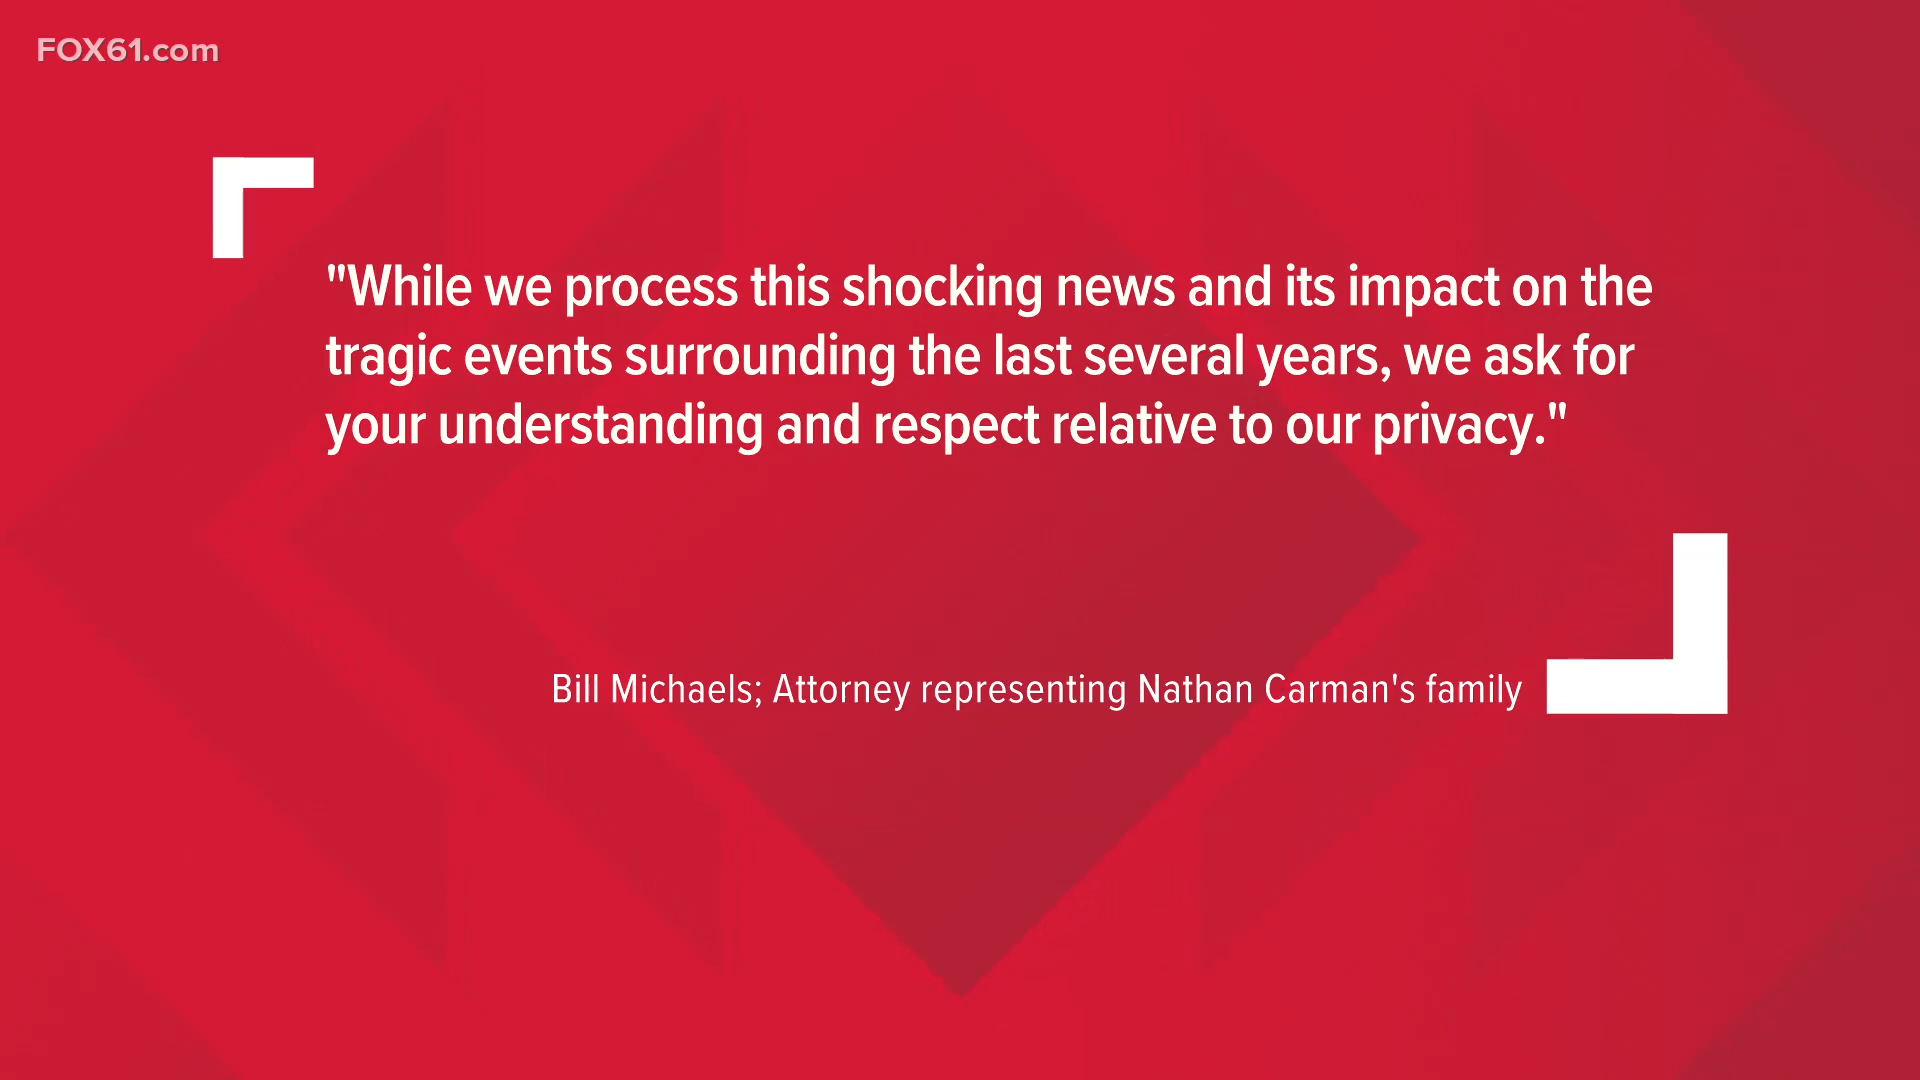 FOX61.com
"While we process this shocking news and its impact on the
tragic events surrounding the last several years, we ask for
your understanding and respect relative to our privacy."
Bill Michaels; Attorney representing Nathan Carman's family